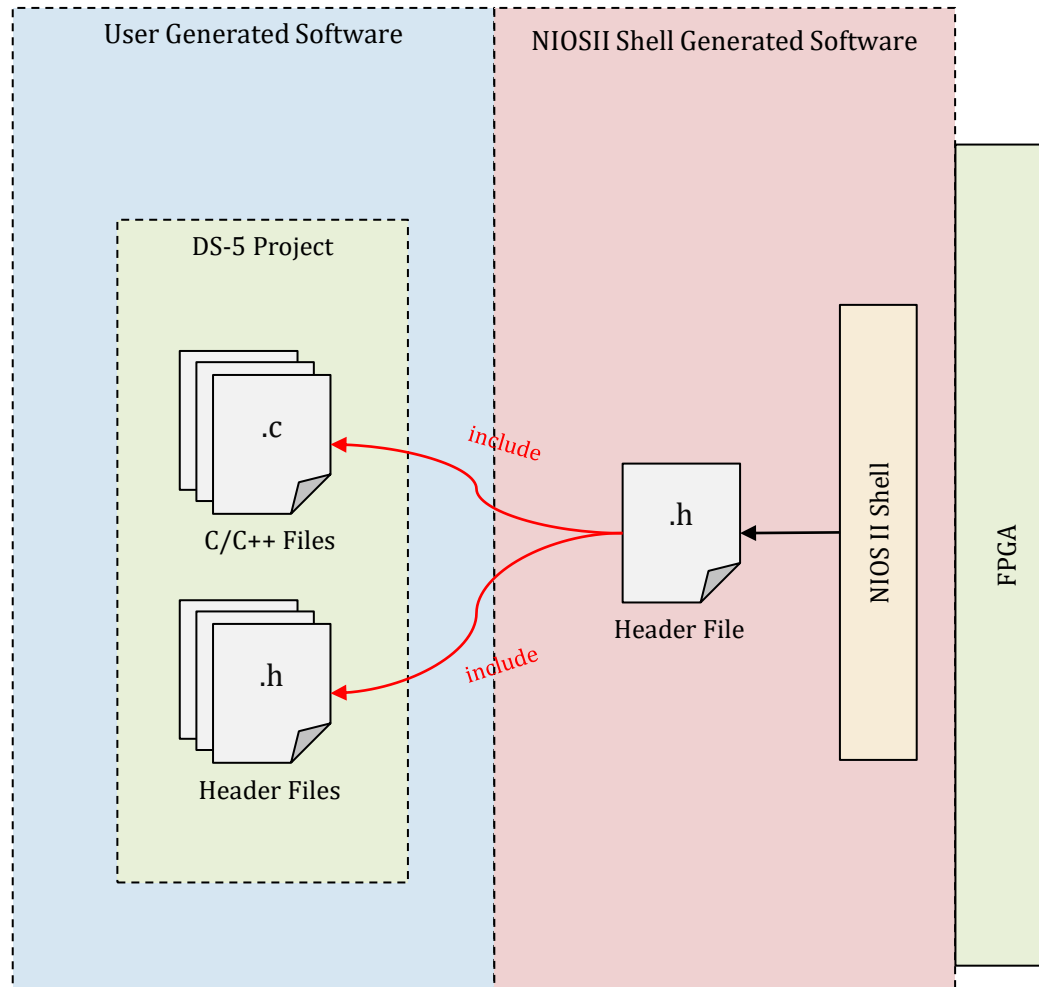 User Generated Software
NIOSII Shell Generated Software
DS-5 Project
.c
C/C++ Files
include
.h
Header File
NIOS II Shell
FPGA
include
.h
Header Files